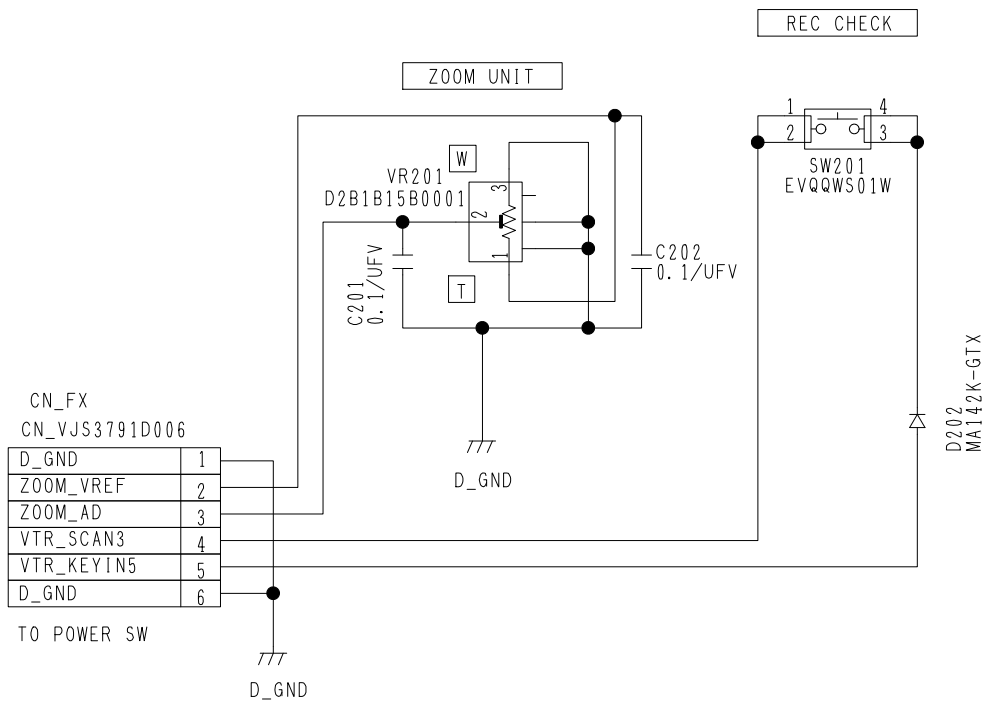 REC CHECK
ZOOM UNIT
1
4
2
3
SW201
EVQQWS01W
W
VR201
D2B1B15B0001
3
2
1
C201
0.1/UFV
T
C202
0.1/UFV
D_GND
D202
MA142K-GTX
CN_FX
CN_VJS3791D006
D_GND 1
ZOOM_VREF 2
ZOOM_AD 3
VTR_SCAN3 4
VTR_KEYIN5 5
D_GND 6
TO POWER SW
D_GND